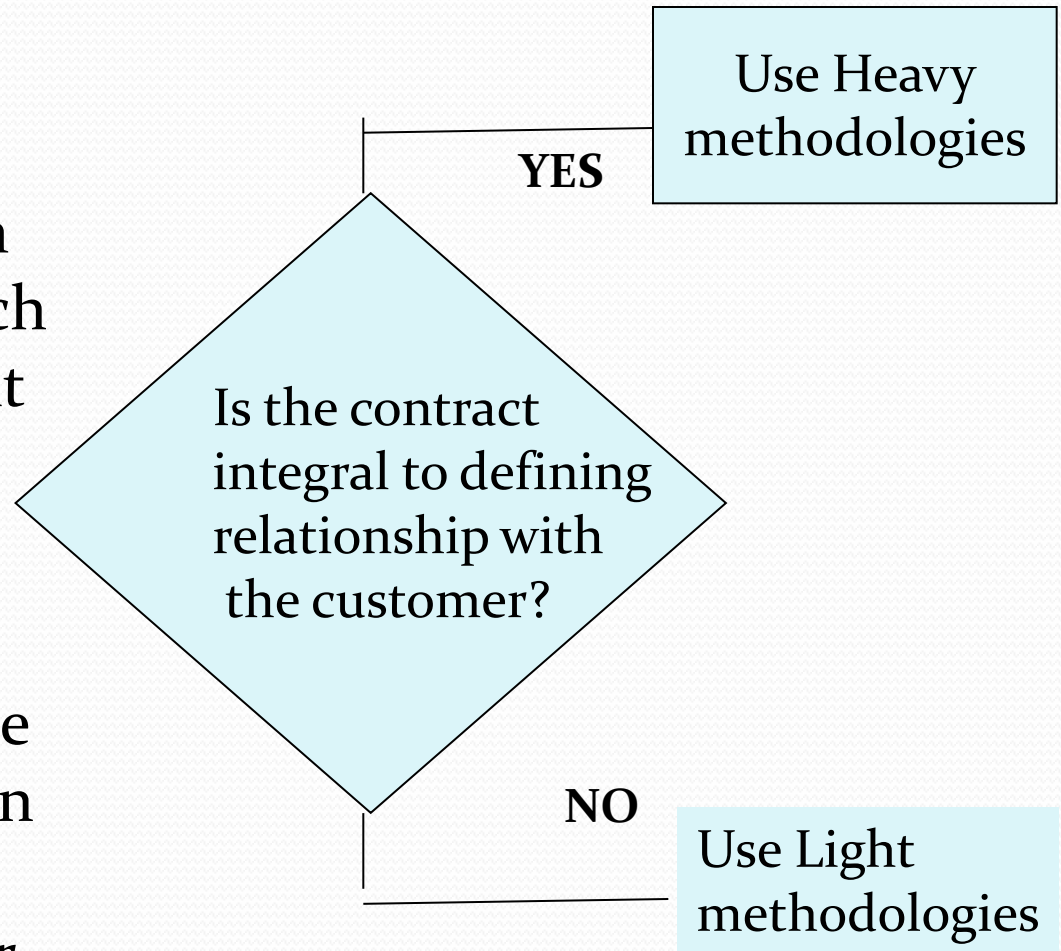 Use Heavy
methodologies
YES
Is the contract
integral to defining
relationship with
the customer?
NO
Use Light
methodologies